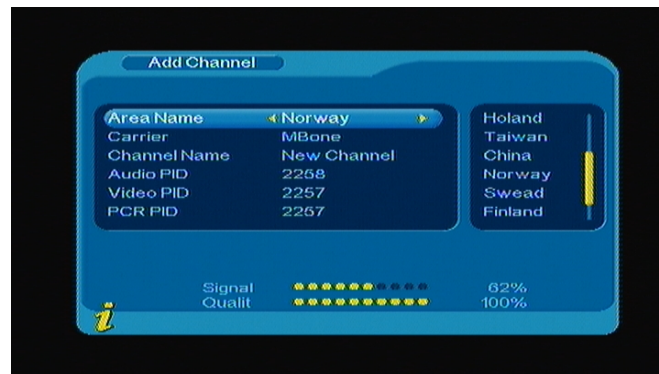 Add Channel
Area Name Norway
Carrier MBone
Channel Name New Channel
Audio PID 2258
Video PID 2257
PCR PID 2257
Holand
Taiwan
China
Norway
Swead
Finland
Signal 62%
Qualit 100%